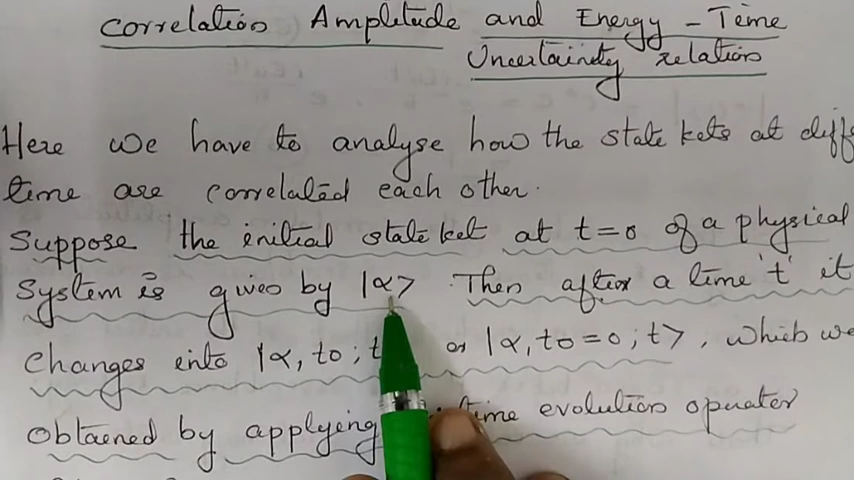 Correlation Amplitude and Energy-Time
Uncertainity relation
Here we have to analyse how the state kets at diff
time are correlated each other.
Suppose the initial state ket at t=0 of a physical
System is given by |α> . Then after a time 't' it
changes into |α, t0; t or |α, t0=0; t>, which we
obtained by applying time evolution operator